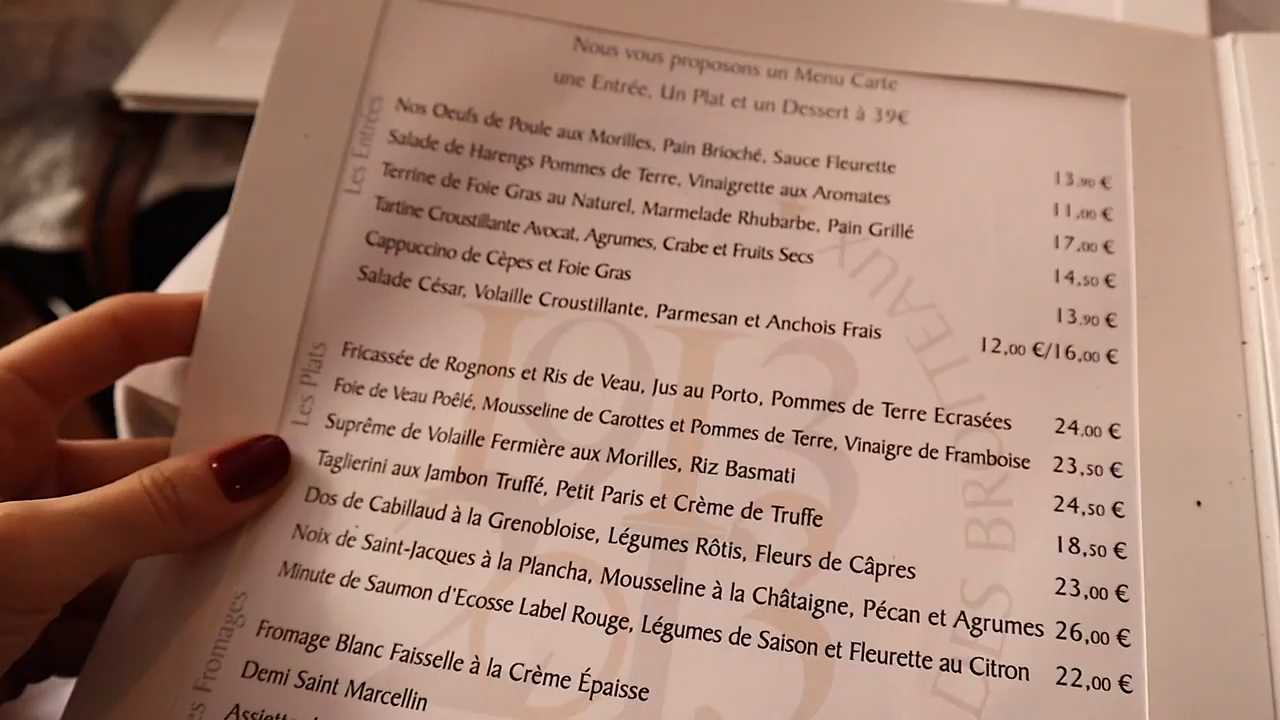 Nous vous proposons un Menu Carte
une Entrée, Un Plat et un Dessert à 39€
Les Entrées
Nos Oeufs de Poule aux Morilles, Pain Brioché, Sauce Fleurette 13.90 €
Salade de Harengs Pommes de Terre, Vinaigrette aux Aromates 11,00 €
Terrine de Foie Gras au Naturel, Marmelade Rhubarbe, Pain Grillé 17,00 €
Tartine Croustillante Avocat, Agrumes, Crabe et Fruits Secs 14,50 €
Cappuccino de Cèpes et Foie Gras 13.90 €
Salade César, Volaille Croustillante, Parmesan et Anchois Frais 12,00 €/16,00 €
Les Plats
Fricassée de Rognons et Ris de Veau, Jus au Porto, Pommes de Terre Ecrasées 24.00 €
Foie de Veau Poêlé, Mousseline de Carottes et Pommes de Terre, Vinaigre de Framboise 23,50 €
Suprême de Volaille Fermière aux Morilles, Riz Basmati 24,50 €
Taglierini aux Jambon Truffé, Petit Paris et Crème de Truffe 18,50 €
Dos de Cabillaud à la Grenobloise, Légumes Rôtis, Fleurs de Câpres 23,00 €
Noix de Saint-Jacques à la Plancha, Mousseline à la Châtaigne, Pécan et Agrumes 26,00 €
Minute de Saumon d'Ecosse Label Rouge, Légumes de Saison et Fleurette au Citron 22,00 €
Fromages
Fromage Blanc Faisselle à la Crème Épaisse
Demi Saint Marcellin
DES BROTTEAUX
1913